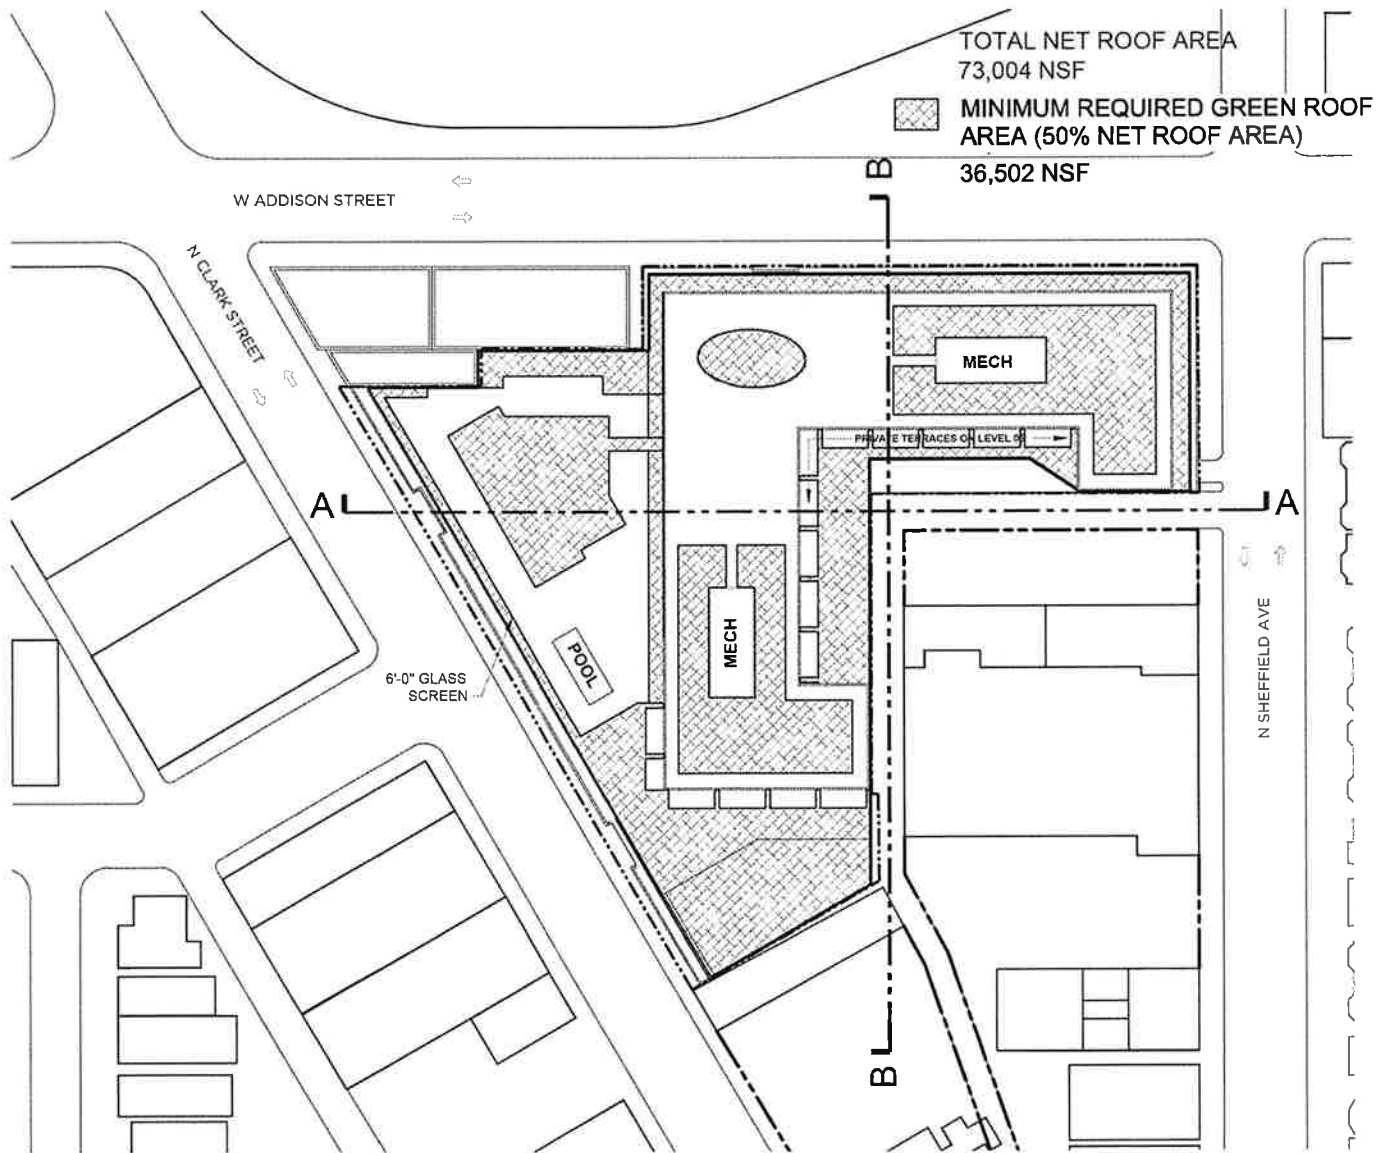 TOTAL NET ROOF AREA
73,004 NSF
MINIMUM REQUIRED GREEN ROOF
AREA (50% NET ROOF AREA)
36,502 NSF
B
W ADDISON STREET
N CLARK STREET
MECH
PRIVATE TERRACES ON LEVEL
A
A
MECH
POOL
6'-0" GLASS
SCREEN
N SHEFFIELD AVE
B